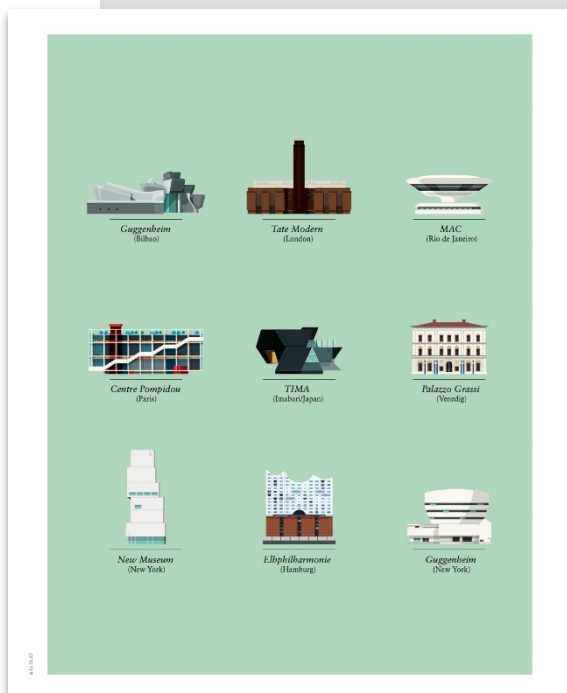 Guggenheim
(Bilbao)
Tate Modern
(London)
MAC
(Rio de Janeiro)
Centre Pompidou
(Paris)
TIMA
(Imabari/Japan)
Palazzo Grassi
(Venedig)
New Museum
(New York)
Elbphilharmonie
(Hamburg)
Guggenheim
(New York)